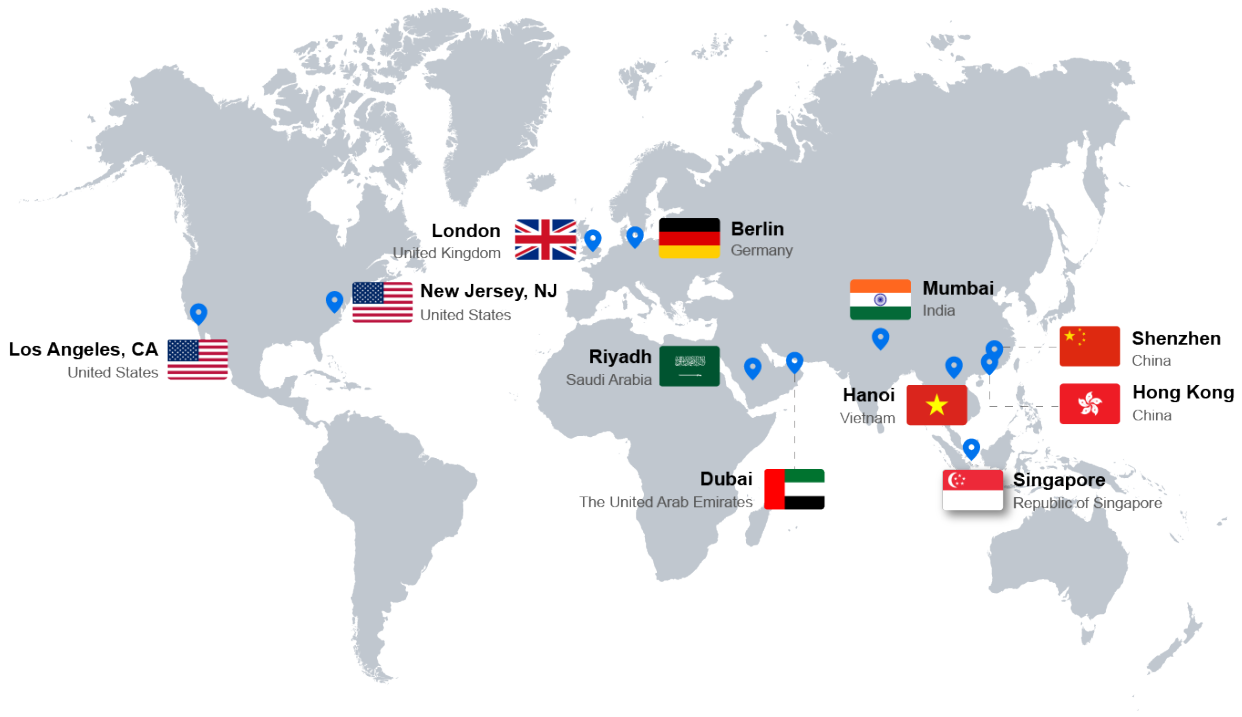 London
United Kingdom
Berlin
Germany
New Jersey, NJ
United States
Los Angeles, CA
United States
Mumbai
India
Riyadh
Saudi Arabia
Shenzhen
China
Hanoi
Vietnam
Hong Kong
China
Dubai
The United Arab Emirates
Singapore
Republic of Singapore